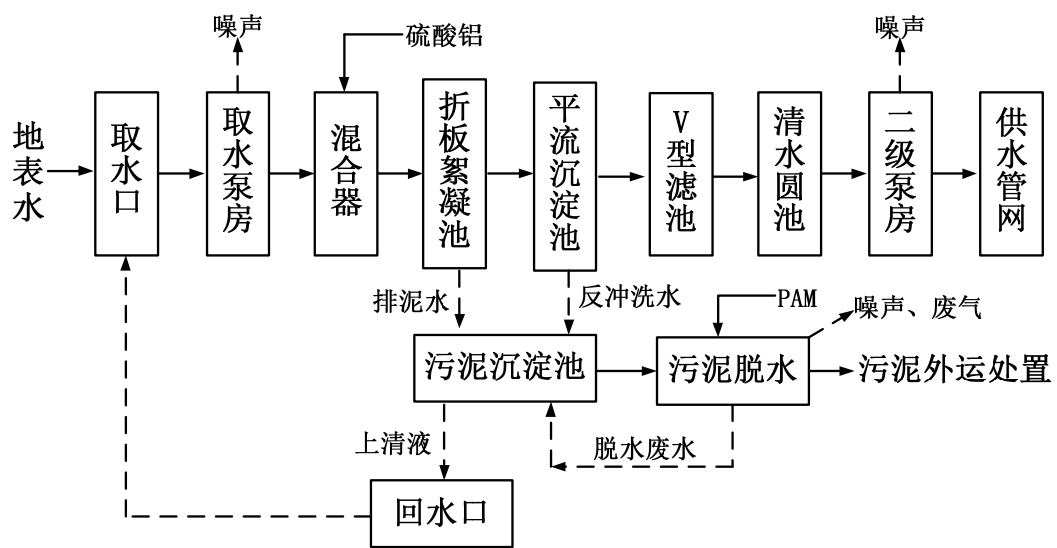 噪声
硫酸铝
噪声
地表水
取水口
取水泵房
混合器
折板絮凝池
平流沉淀池
V型滤池
清水圆池
二级泵房
供水管网
排泥水
反冲洗水
PAM
噪声、废气
污泥沉淀池
污泥脱水
污泥外运处置
上清液
脱水废水
回水口